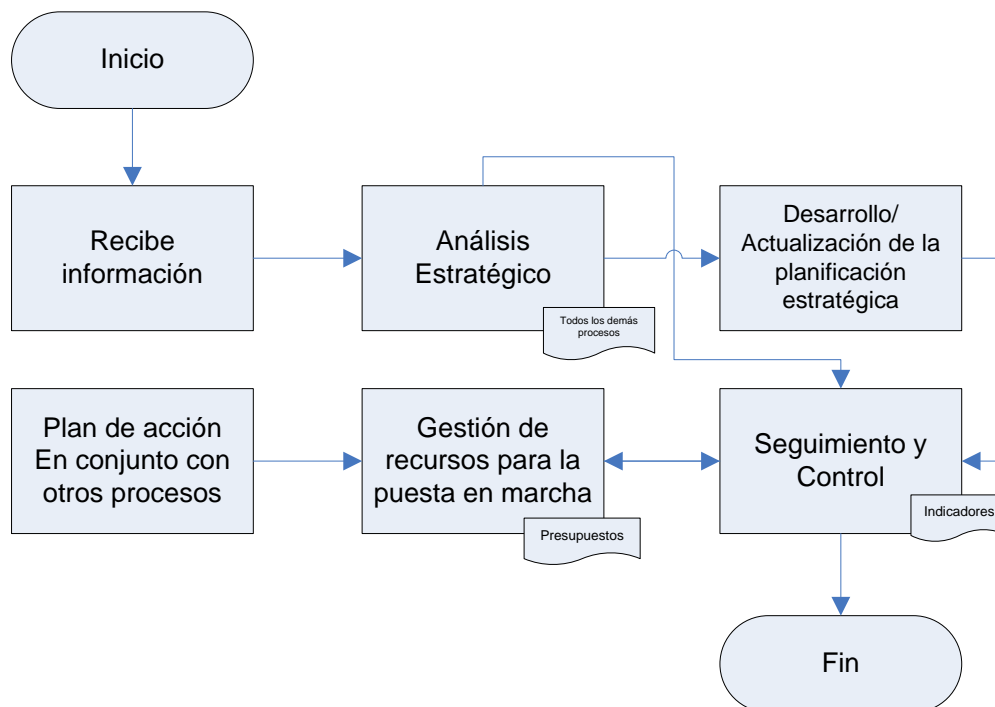 Inicio
Recibe
información
Análisis
Estratégico
Todos los demás
procesos
Desarrollo/
Actualización de la
planificación
estratégica
Plan de acción
En conjunto con
otros procesos
Gestión de
recursos para la
puesta en marcha
Presupuestos
Seguimiento y
Control
Indicadores
Fin